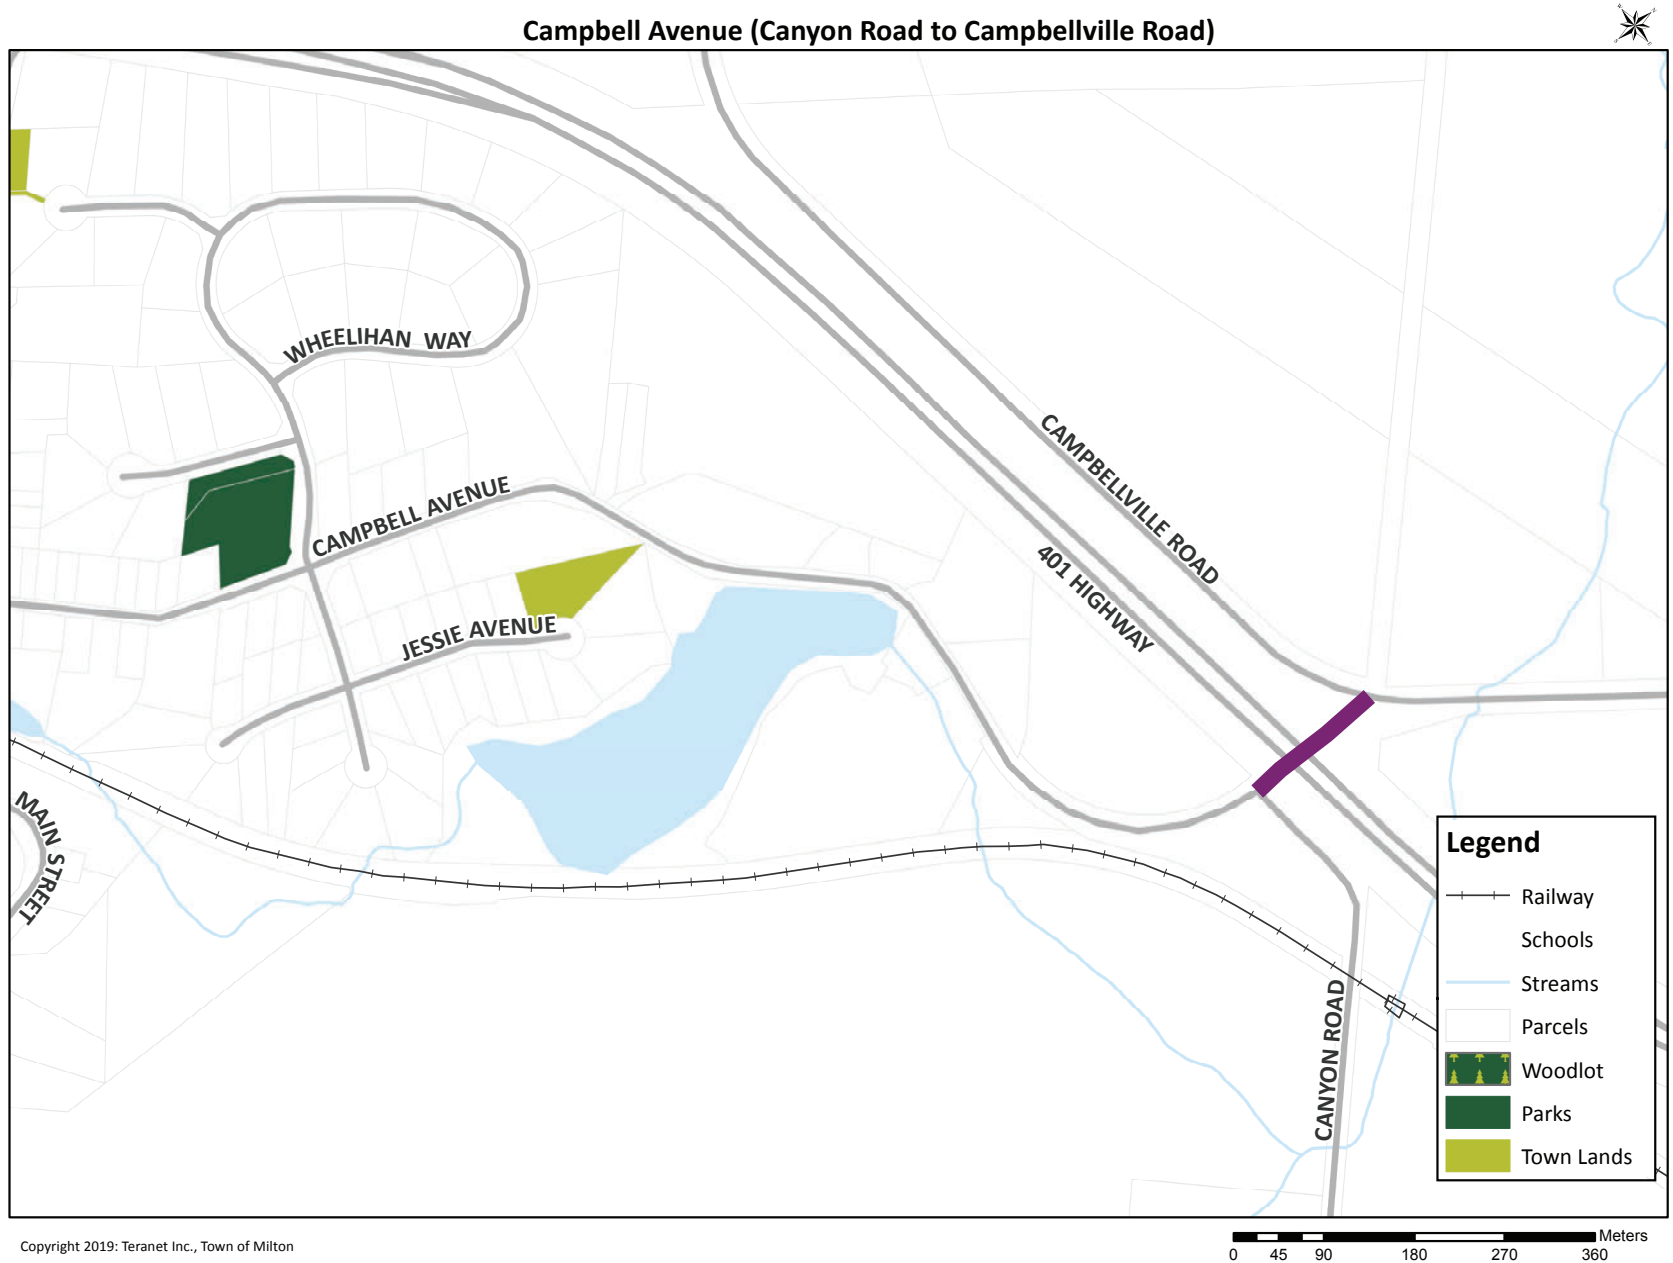 Campbell Avenue (Canyon Road to Campbellville Road)
WHEELIHAN WAY
CAMPBELLVILLE ROAD
CAMPBELL AVENUE
401 HIGHWAY
JESSIE AVENUE
MAIN STREET
CANYON ROAD
Legend
Railway
Schools
Streams
Parcels
Woodlot
Parks
Town Lands
Copyright 2019: Teranet Inc., Town of Milton
Meters
0 45 90 180 270 360